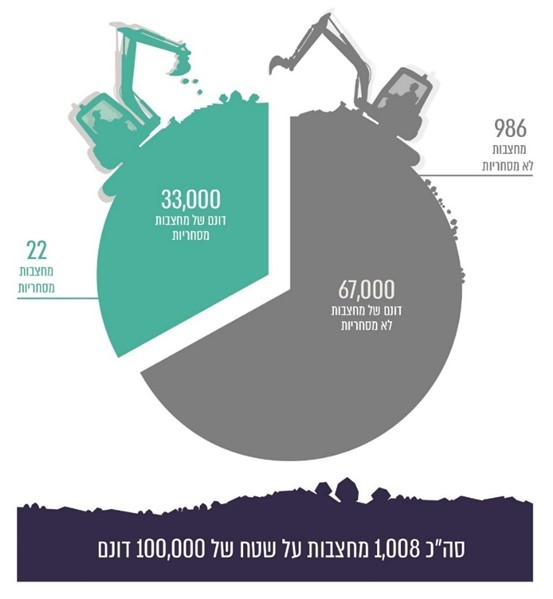 986
מחצבות
לא מסחריות
33,000
דונם של מחצבות
מסחריות
22
מחצבות
מסחריות
67,000
דונם של מחצבות
לא מסחריות
סה"כ 1,008 מחצבות על שטח של 100,000 דונם